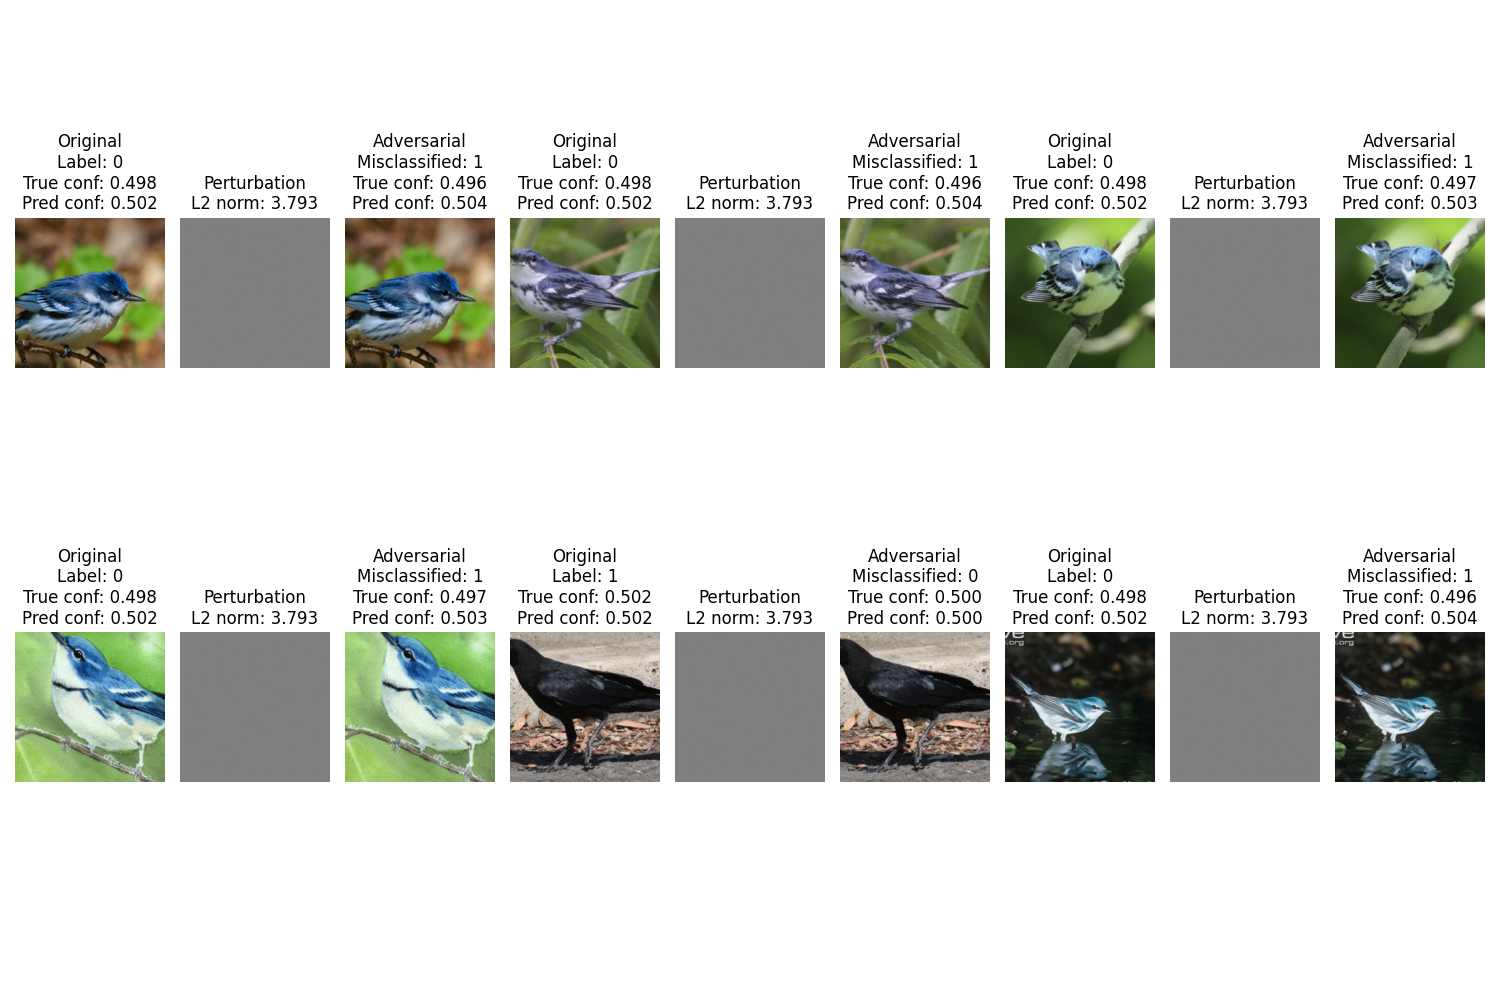 Original
Label: 0
True conf: 0.498
Pred conf: 0.502
Perturbation
L2 norm: 3.793
Adversarial
Misclassified: 1
True conf: 0.496
Pred conf: 0.504
Original
Label: 0
True conf: 0.498
Pred conf: 0.502
Perturbation
L2 norm: 3.793
Adversarial
Misclassified: 1
True conf: 0.496
Pred conf: 0.504
Original
Label: 0
True conf: 0.498
Pred conf: 0.502
Perturbation
L2 norm: 3.793
Adversarial
Misclassified: 1
True conf: 0.497
Pred conf: 0.503
Original
Label: 0
True conf: 0.498
Pred conf: 0.502
Perturbation
L2 norm: 3.793
Adversarial
Misclassified: 1
True conf: 0.497
Pred conf: 0.503
Original
Label: 1
True conf: 0.502
Pred conf: 0.502
Perturbation
L2 norm: 3.793
Adversarial
Misclassified: 0
True conf: 0.500
Pred conf: 0.500
Original
Label: 0
True conf: 0.498
Pred conf: 0.502
Perturbation
L2 norm: 3.793
Adversarial
Misclassified: 1
True conf: 0.496
Pred conf: 0.504